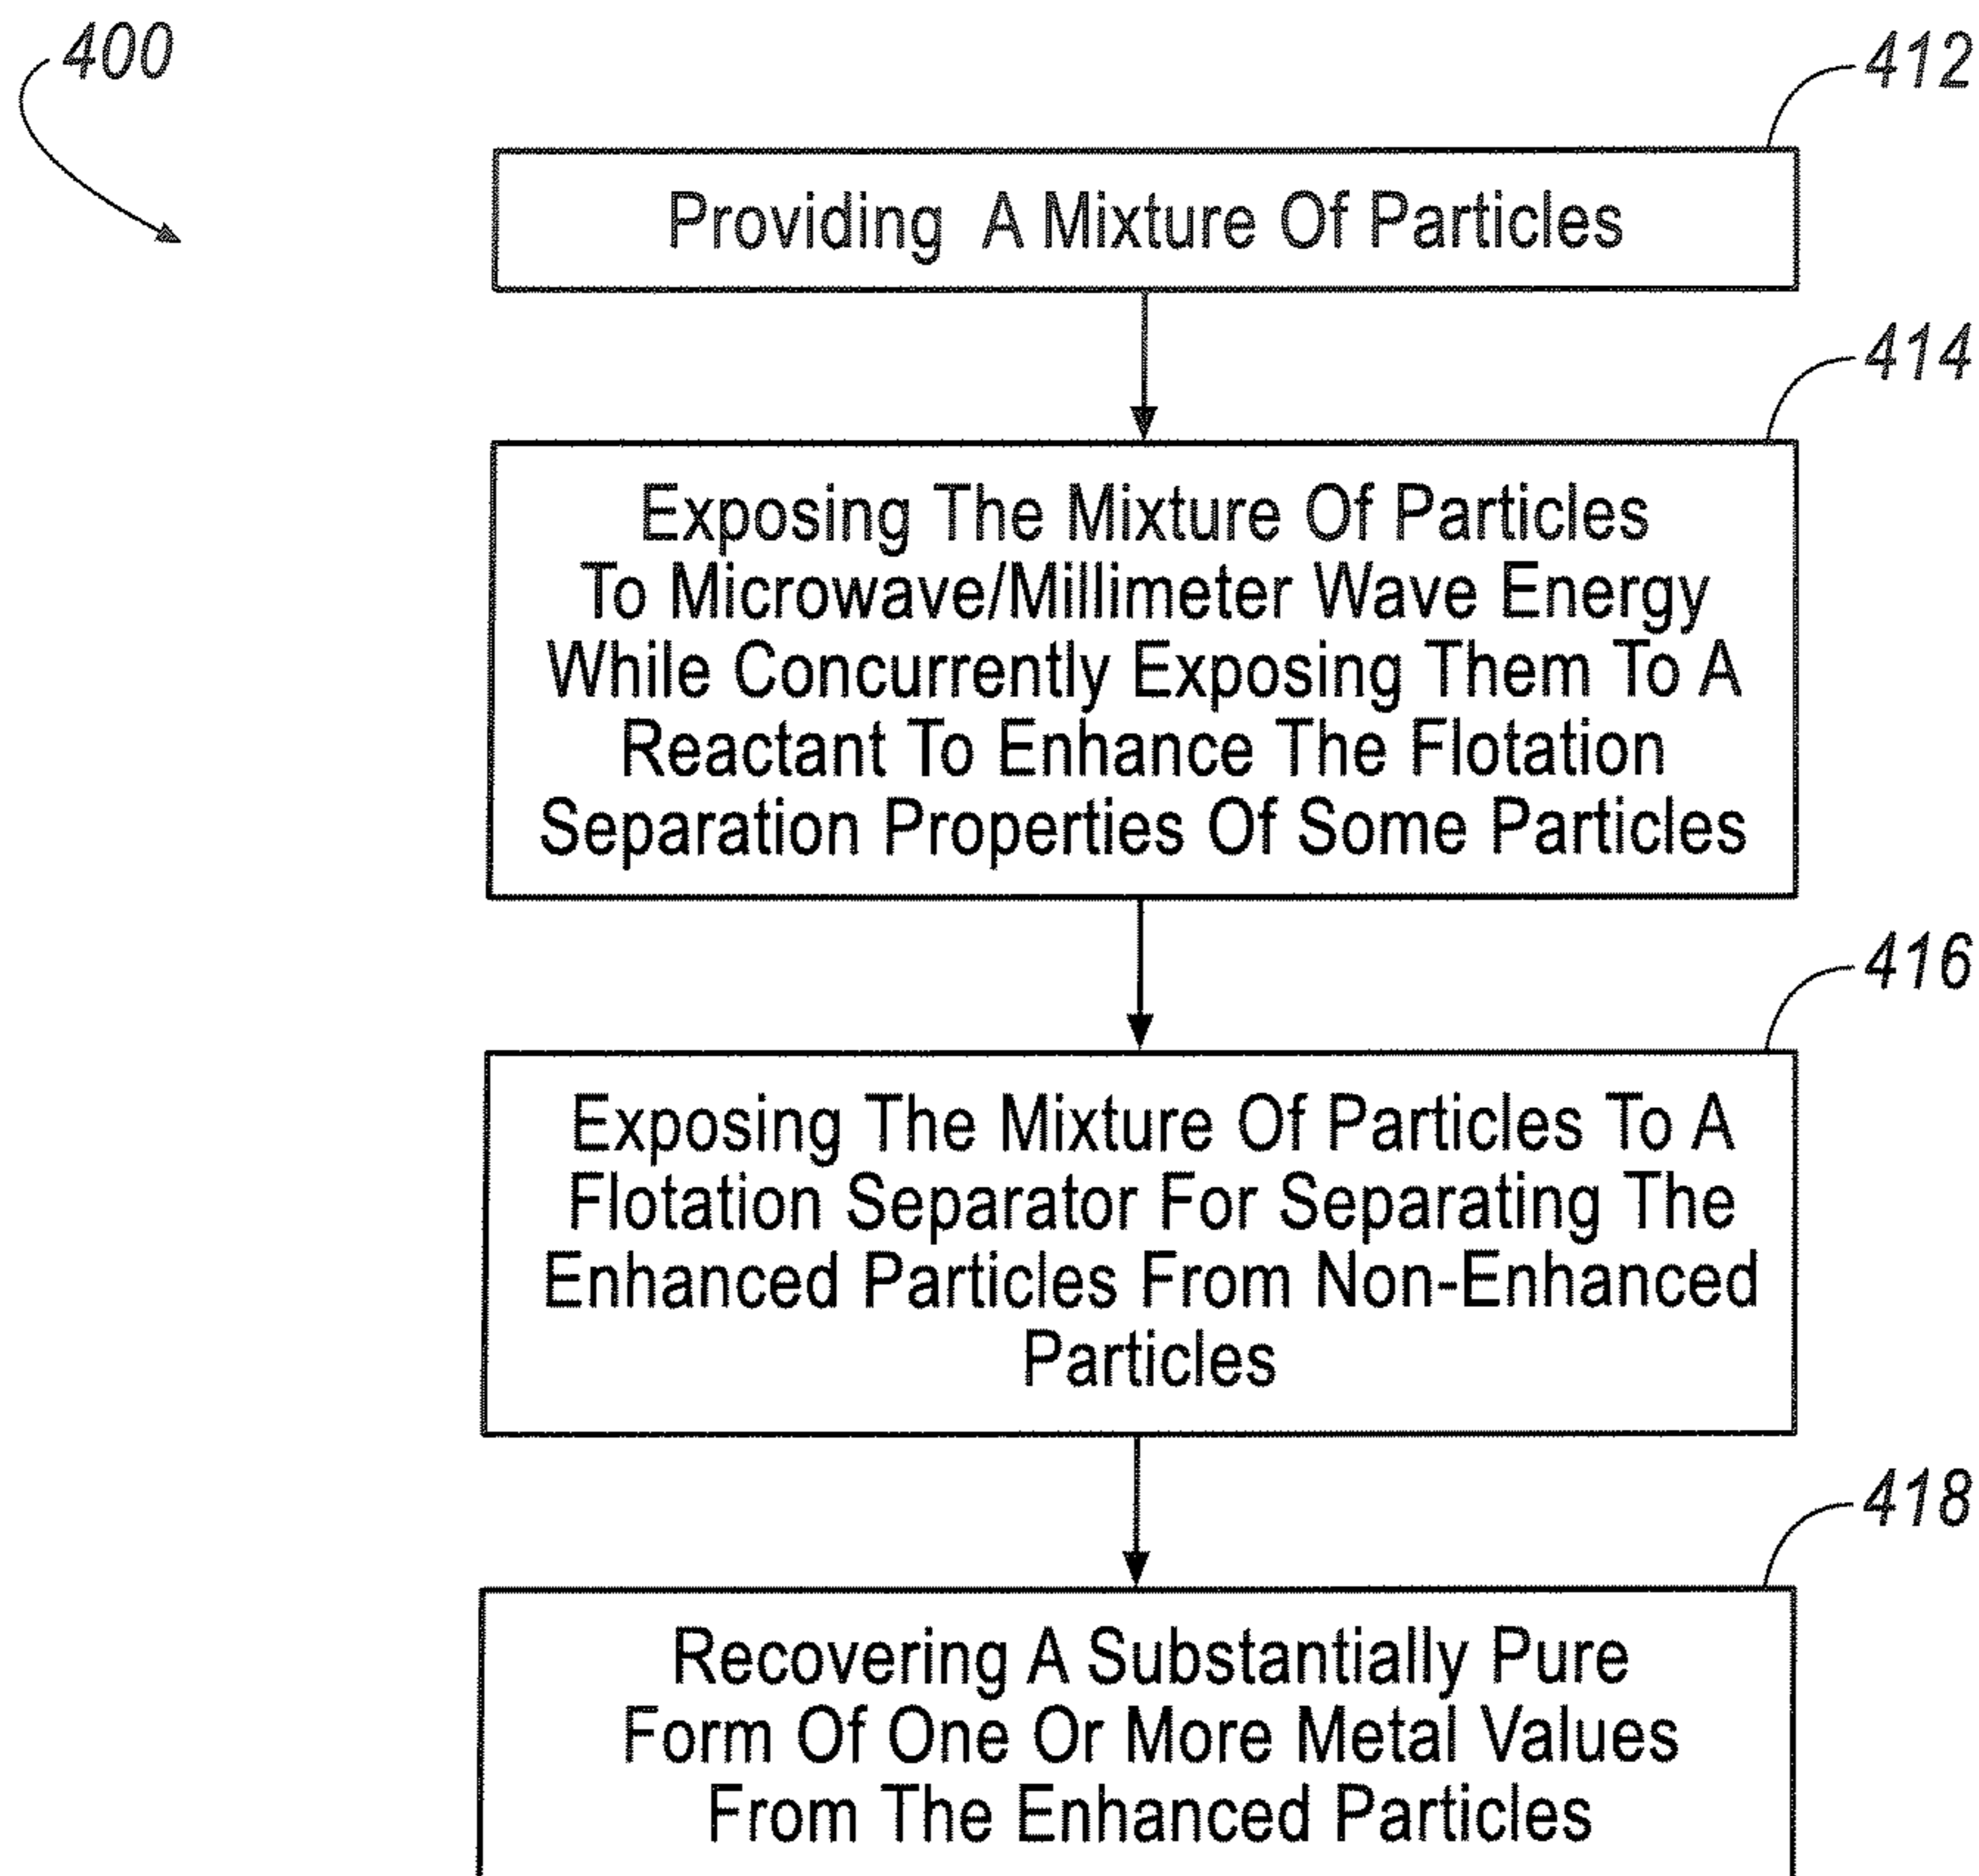 400
412
Providing A Mixture Of Particles
414
Exposing The Mixture Of Particles
To Microwave/Millimeter Wave Energy
While Concurrently Exposing Them To A
Reactant To Enhance The Flotation
Separation Properties Of Some Particles
416
Exposing The Mixture Of Particles To A
Flotation Separator For Separating The
Enhanced Particles From Non-Enhanced
Particles
418
Recovering A Substantially Pure
Form Of One Or More Metal Values
From The Enhanced Particles